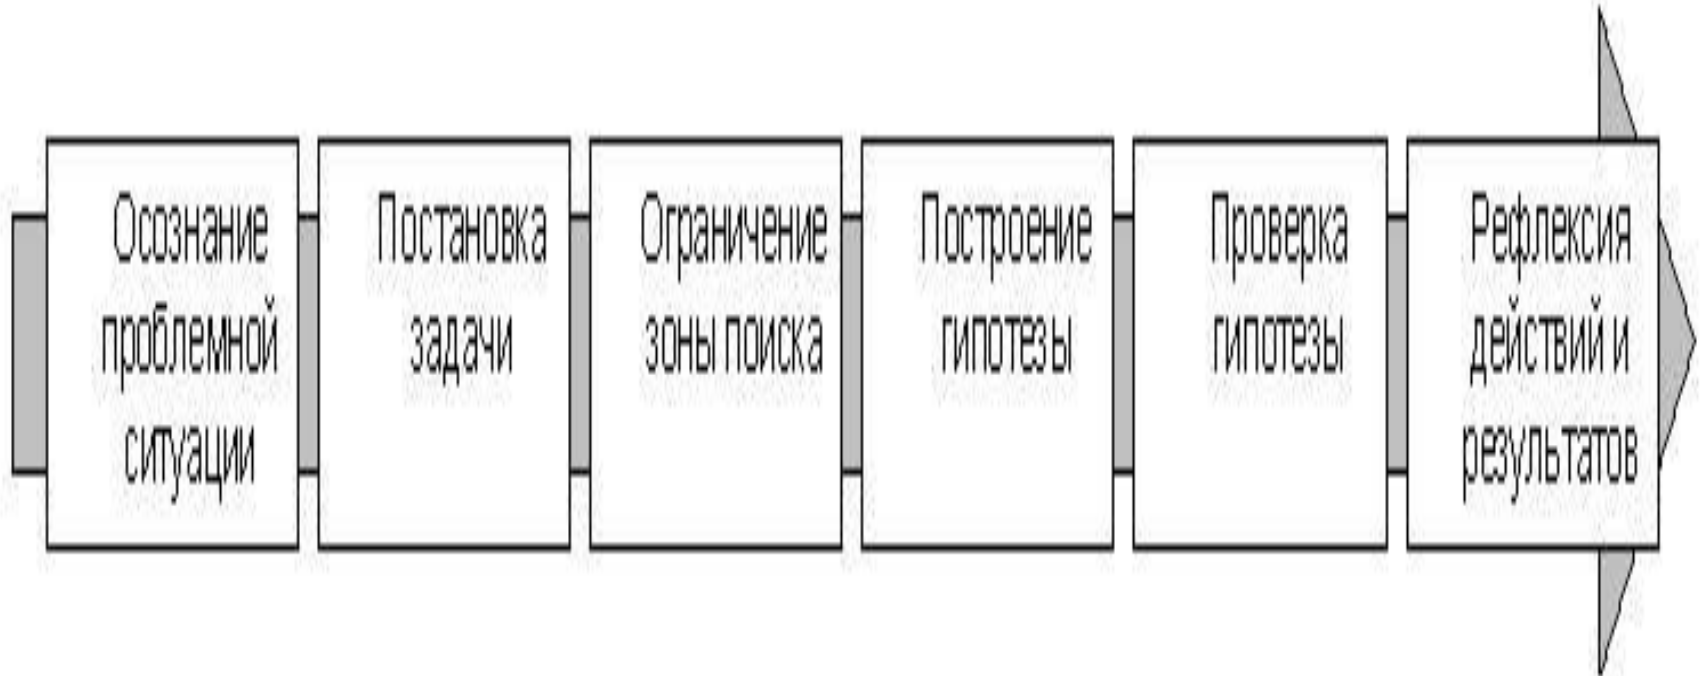 Осознание
проблемной
ситуации
Постановка
задачи
Ограничение
зоны поиска
Построение
гипотезы
Проверка
гипотезы
Рефлексия
действий и
результатов